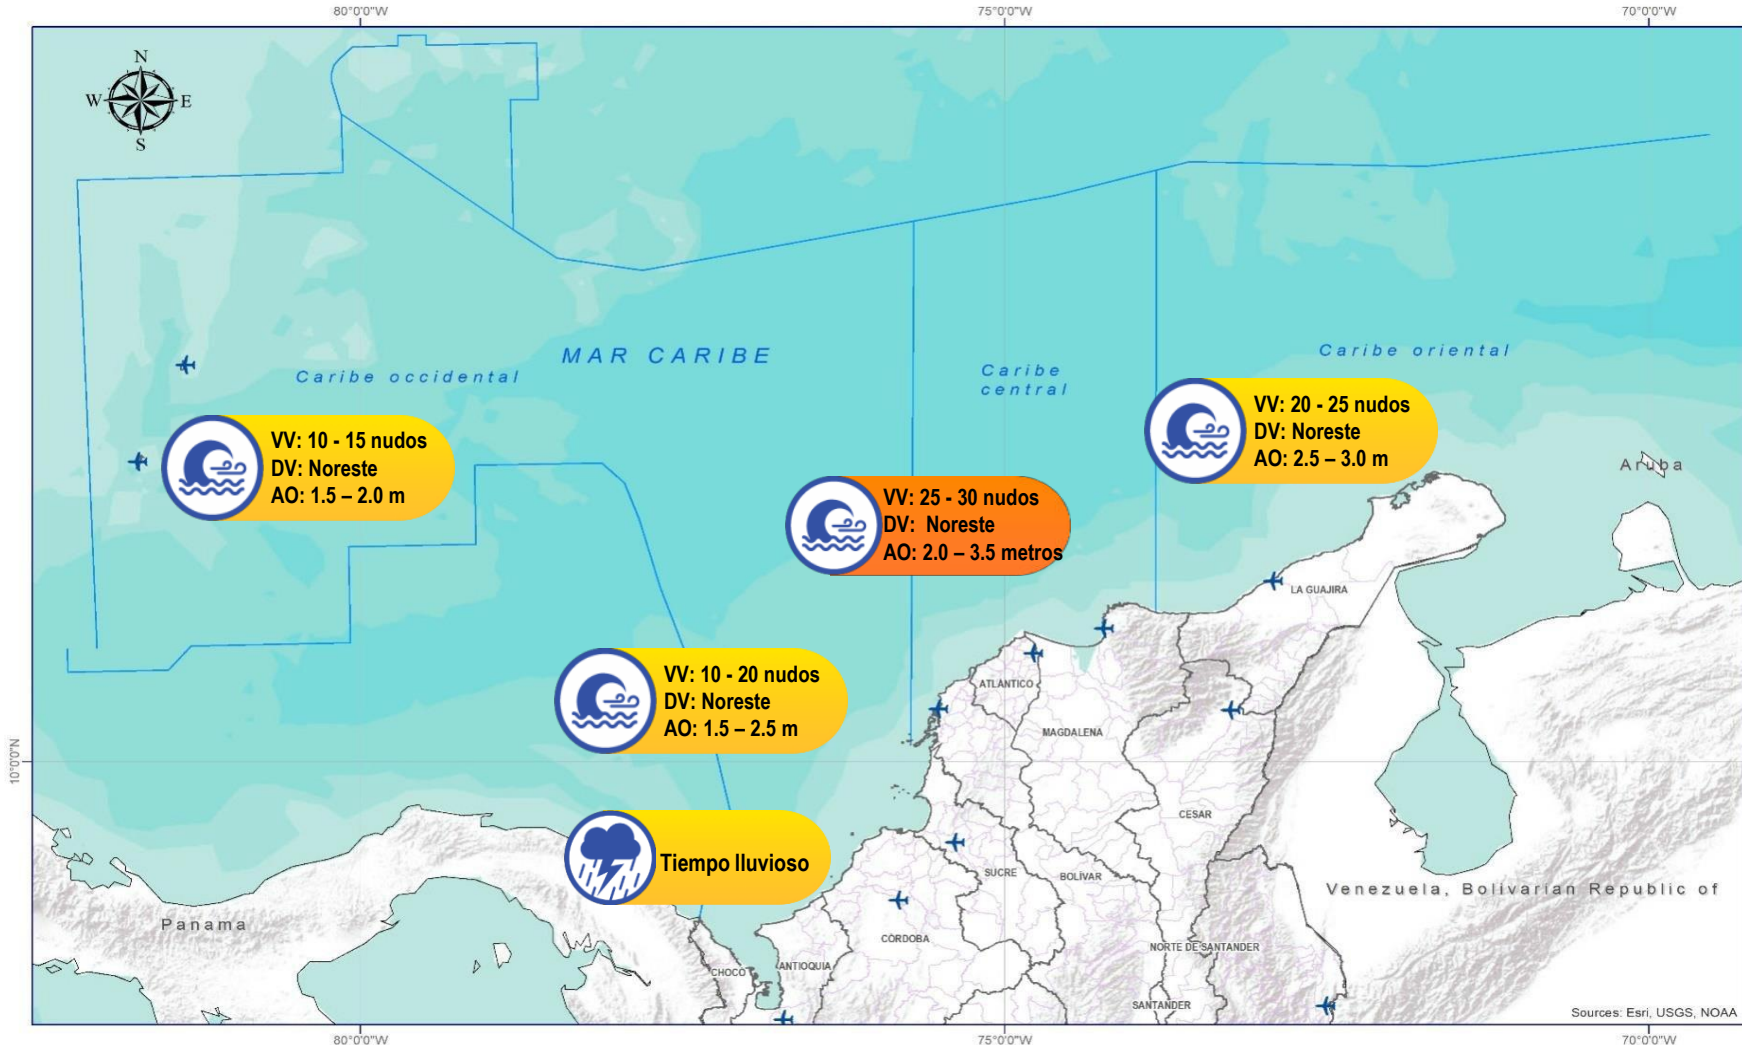 80°0'0"W
75°0'0"W
70°0'0"W
N
W
E
S
MAR CARIBE
Caribe occidental
Caribe
central
Caribe oriental
VV: 10 - 15 nudos
DV: Noreste
AO: 1.5 – 2.0 m
VV: 20 - 25 nudos
DV: Noreste
AO: 2.5 – 3.0 m
VV: 25 - 30 nudos
DV: Noreste
AO: 2.0 – 3.5 metros
Aruba
LA GUAJIRA
VV: 10 - 20 nudos
DV: Noreste
AO: 1.5 – 2.5 m
ATLÁNTICO
MAGDALENA
10°0'0"N
CESAR
Tiempo lluvioso
SUCRE
BOLÍVAR
Venezuela, Bolivarian Republic of
Panama
CÓRDOBA
NORTE DE SANTANDER
CHOCÓ
ANTIOQUIA
SANTANDER
Sources: Esri, USGS, NOAA
80°0'0"W
75°0'0"W
70°0'0"W